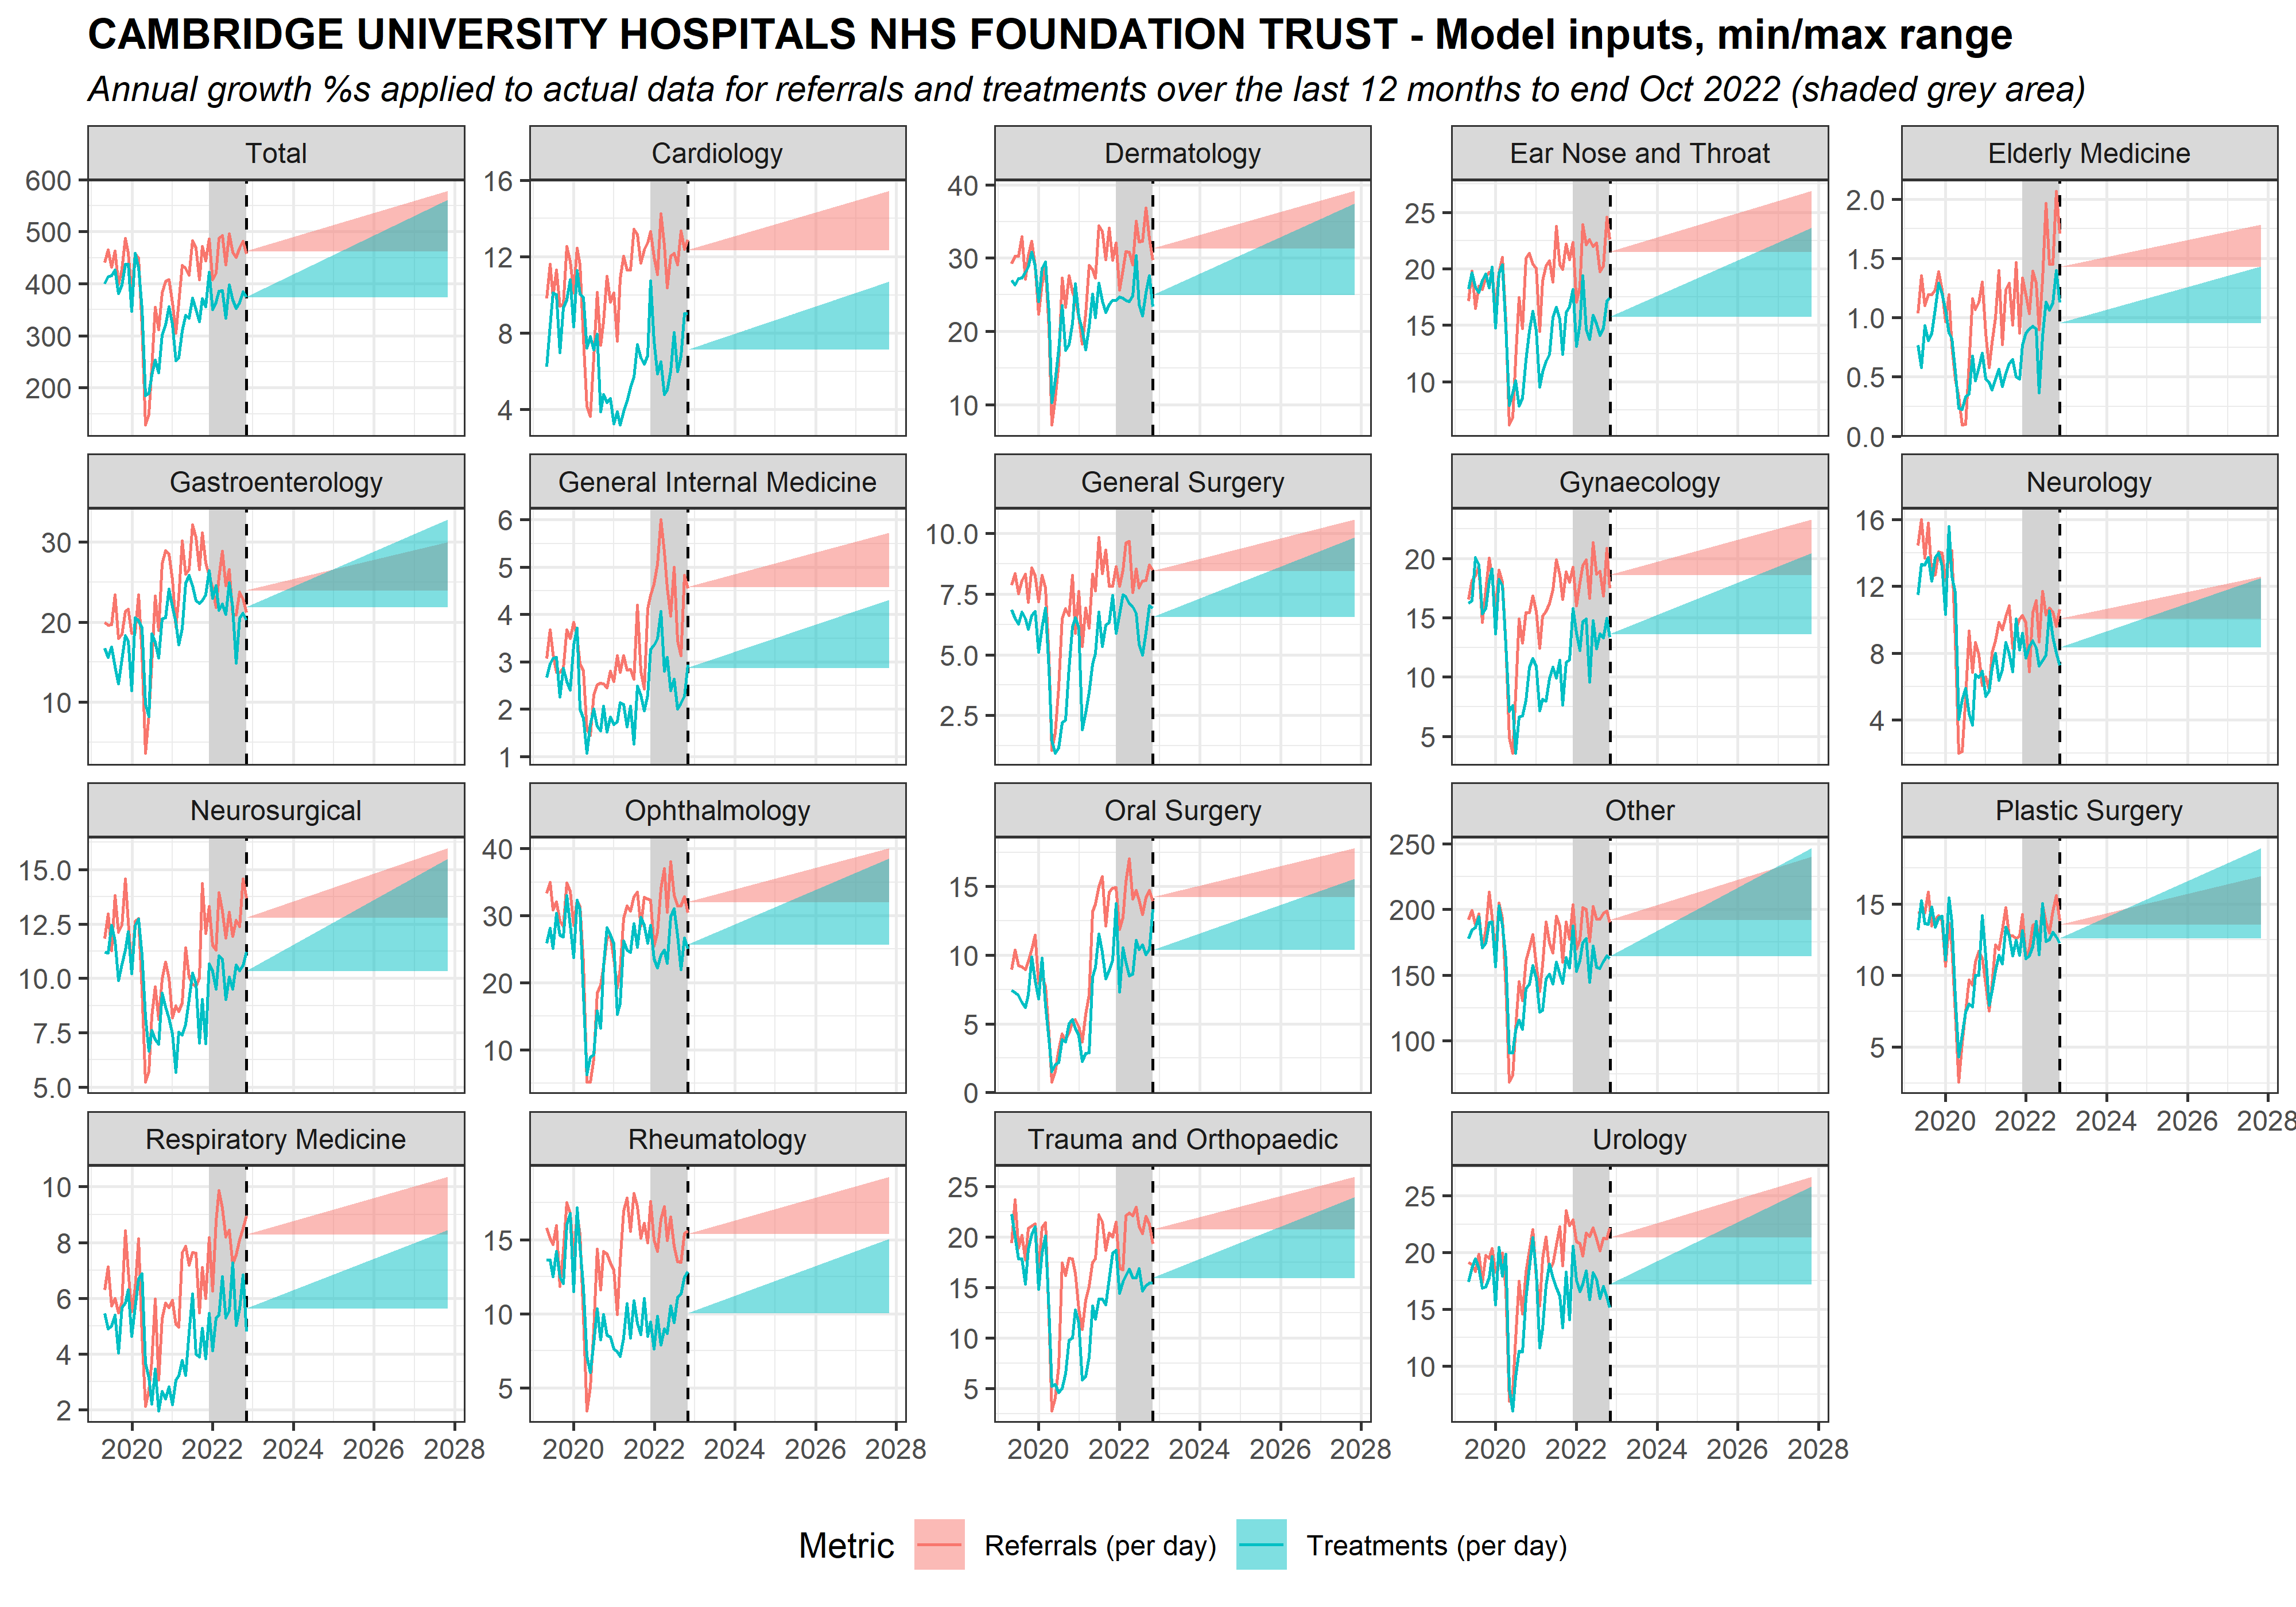 CAMBRIDGE UNIVERSITY HOSPITALS NHS FOUNDATION TRUST - Model inputs, min/max range
Annual growth %s applied to actual data for referrals and treatments over the last 12 months to end Oct 2022 (shaded grey area)
Total
600
500
400
300
200
Cardiology
16
12
8
4
Dermatology
40
30
20
10
Ear Nose and Throat
25
20
15
10
Elderly Medicine
2.0
1.5
1.0
0.5
0.0
Gastroenterology
30
20
10
General Internal Medicine
6
5
4
3
2
1
General Surgery
10.0
7.5
5.0
2.5
Gynaecology
20
15
10
5
Neurology
16
12
8
4
Neurosurgical
15.0
12.5
10.0
7.5
5.0
Ophthalmology
40
30
20
10
Oral Surgery
15
10
5
0
Other
250
200
150
100
Plastic Surgery
15
10
5
2020 2022 2024 2026 2028
Respiratory Medicine
10
8
6
4
2
2020 2022 2024 2026 2028
Rheumatology
15
10
5
2020 2022 2024 2026 2028
Trauma and Orthopaedic
25
20
15
10
5
2020 2022 2024 2026 2028
Urology
25
20
15
10
2020 2022 2024 2026 2028
Metric Referrals (per day) Treatments (per day)